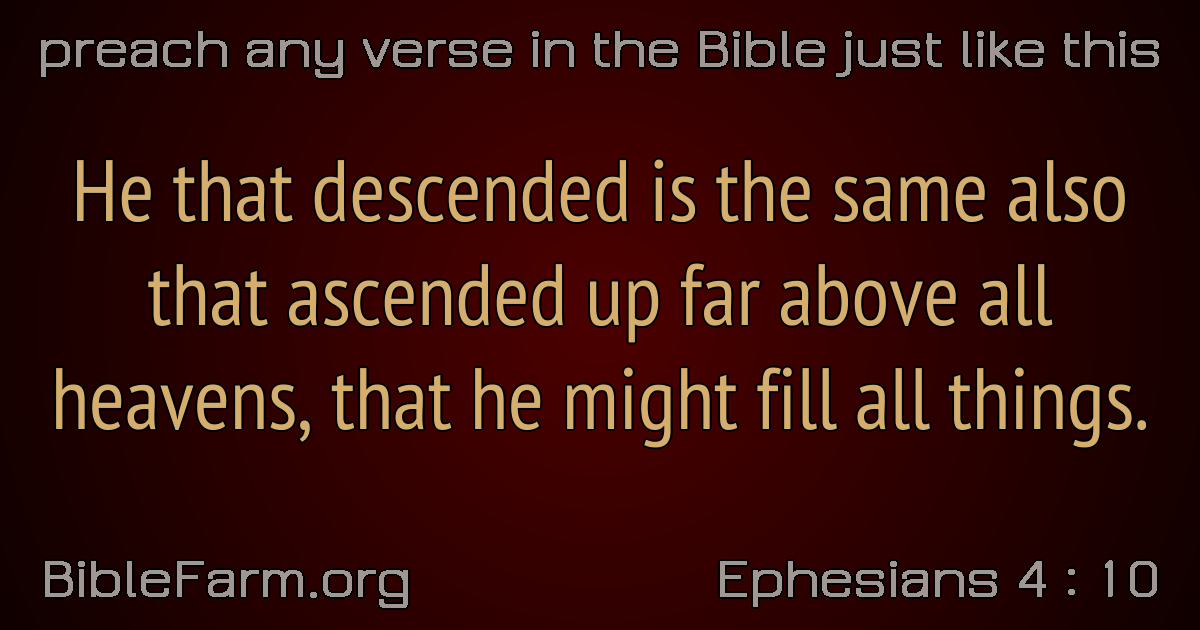 preach any verse in the Bible just like this
He that descended is the same also
that ascended up far above all
heavens, that he might fill all things.
BibleFarm.org
Ephesians 4 : 10